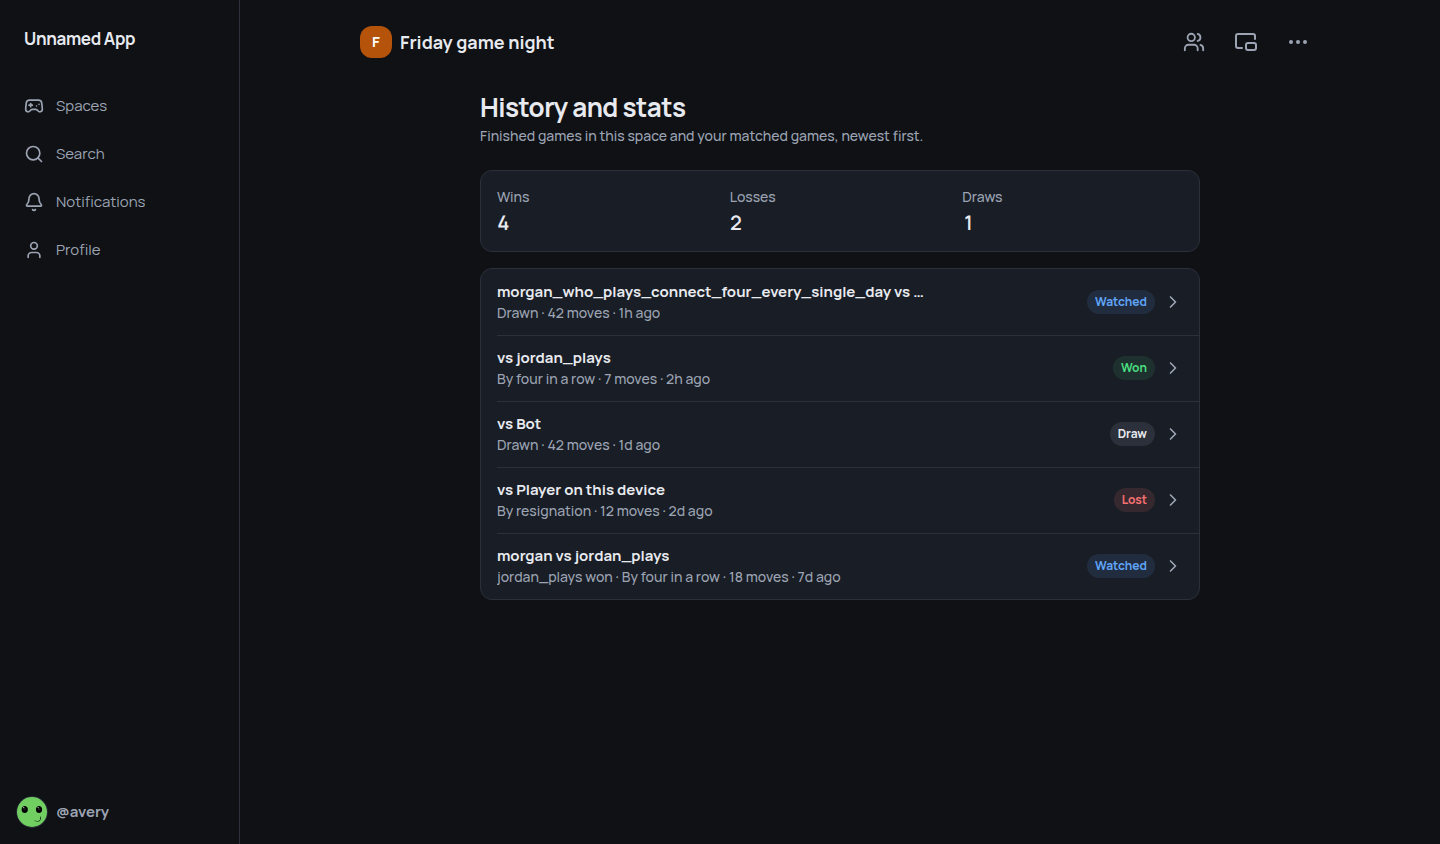 Unnamed App
Spaces
Search
Notifications
Profile
@avery
F
Friday game night
History and stats
Finished games in this space and your matched games, newest first.
Wins
4
Losses
2
Draws
1
morgan_who_plays_connect_four_every_single_day vs …
Drawn · 42 moves · 1h ago
Watched
vs jordan_plays
By four in a row · 7 moves · 2h ago
Won
vs Bot
Drawn · 42 moves · 1d ago
Draw
vs Player on this device
By resignation · 12 moves · 2d ago
Lost
morgan vs jordan_plays
jordan_plays won · By four in a row · 18 moves · 7d ago
Watched